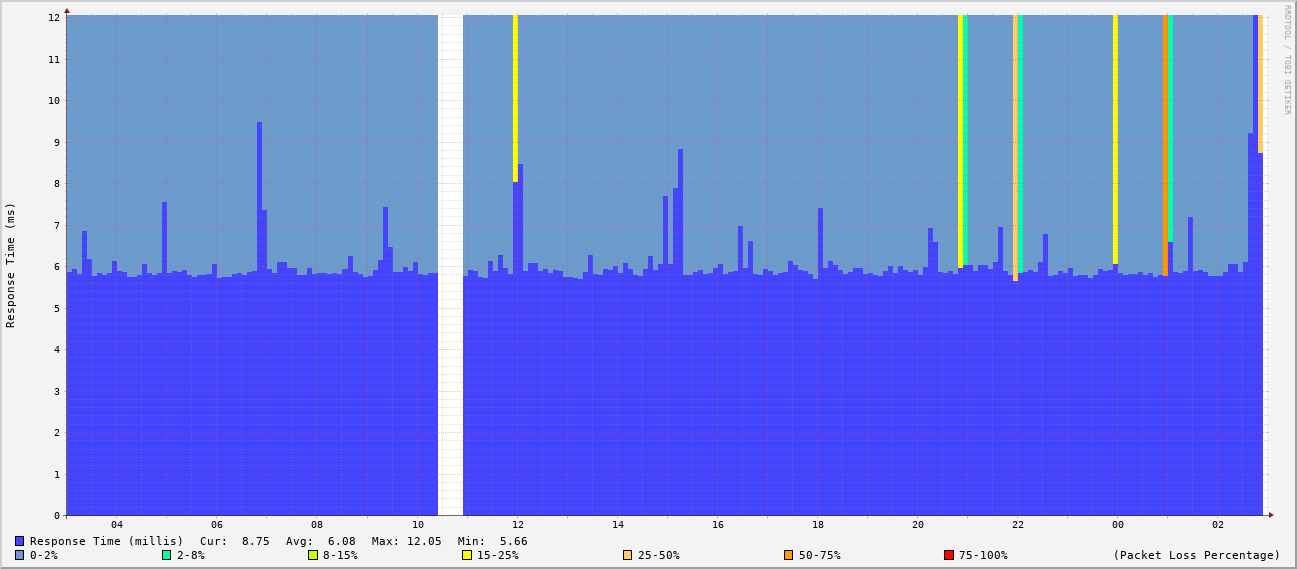 RRDTOOL / TOBI OETIKER
Response Time (ms)
12
11
10
9
8
7
6
5
4
3
2
1
0
04 06 08 10 12 14 16 18 20 22 00 02
Response Time (millis) Cur: 8.75 Avg: 6.08 Max: 12.05 Min: 5.66
0-2% 2-8% 8-15% 15-25% 25-50% 50-75% 75-100% (Packet Loss Percentage)